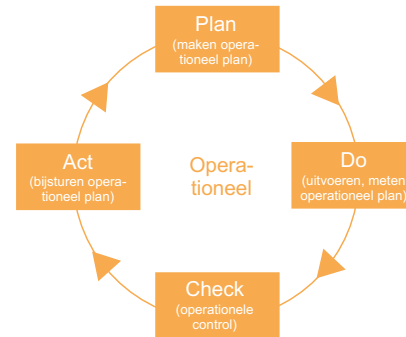 Plan
(maken opera-
tioneel plan)
Act
(bijsturen opera-
tioneel plan)
Opera-
tioneel
Do
(uitvoeren, meten
operationeel plan)
Check
(operationele
control)